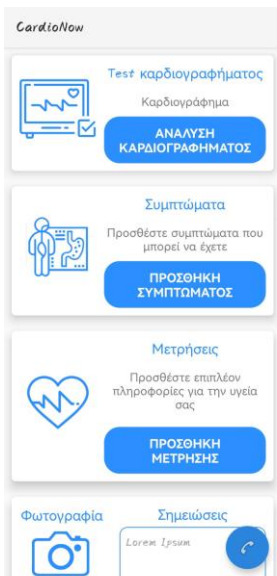 CardioNow
Test καρδιογραφήματος
Καρδιογράφημα
ΑΝΑΛΥΣΗ
ΚΑΡΔΙΟΓΡΑΦΗΜΑΤΟΣ
Συμπτώματα
Προσθέστε συμπτώματα που
μπορεί να έχετε
ΠΡΟΣΘΗΚΗ
ΣΥΜΠΤΩΜΑΤΟΣ
Μετρήσεις
Προσθέστε επιπλέον
πληροφορίες για την υγεία
σας
ΠΡΟΣΘΗΚΗ
ΜΕΤΡΗΣΗΣ
Φωτογραφία
Σημειώσεις
Lorem Ipsum